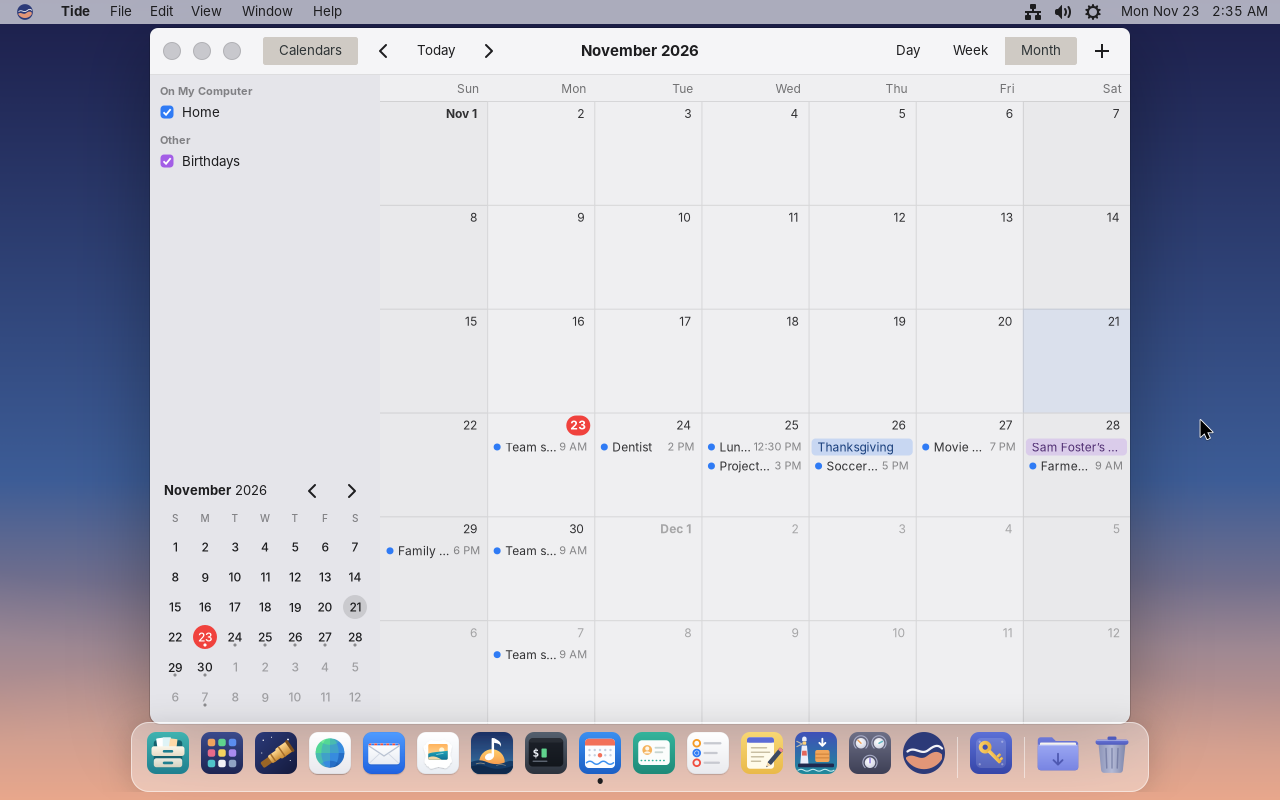 Tide File Edit View Window Help Mon Nov 23 2:35 AM
Calendars Today November 2026 Day Week Month
On My Computer
Home
Other
Birthdays
Sun Mon Tue Wed Thu Fri Sat
Nov 1 2 3 4 5 6 7
8 9 10 11 12 13 14
15 16 17 18 19 20 21
22 23 24 25 26 27 28
Team s... 9 AM Dentist 2 PM Lun... 12:30 PM Thanksgiving Movie ... 7 PM Sam Foster's ...
Project... 3 PM Soccer... 5 PM Farme... 9 AM
29 30 Dec 1 2 3 4 5
Family ... 6 PM Team s... 9 AM
6 7 8 9 10 11 12
Team s... 9 AM
November 2026
S M T W T F S
1 2 3 4 5 6 7
8 9 10 11 12 13 14
15 16 17 18 19 20 21
22 23 24 25 26 27 28
29 30 1 2 3 4 5
6 7 8 9 10 11 12
$